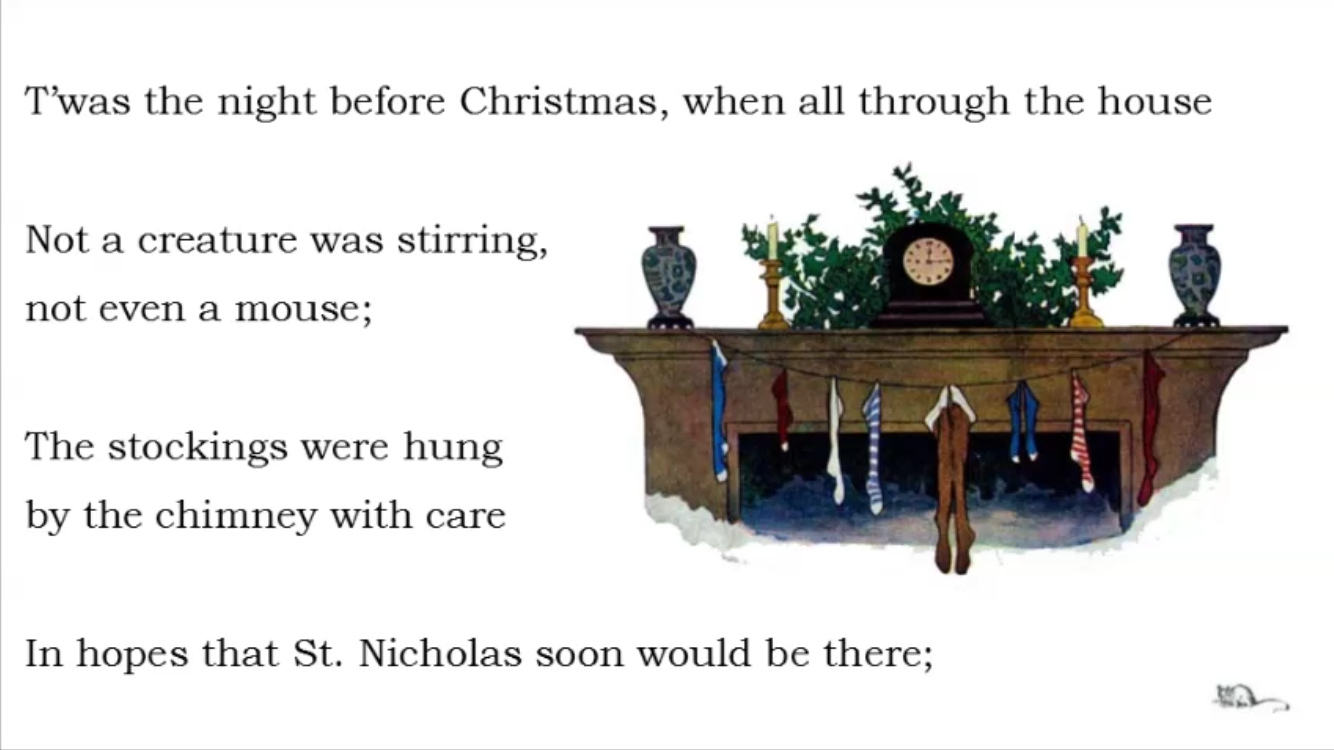 T’was the night before Christmas, when all through the house
Not a creature was stirring,
not even a mouse;
The stockings were hung
by the chimney with care
In hopes that St. Nicholas soon would be there;